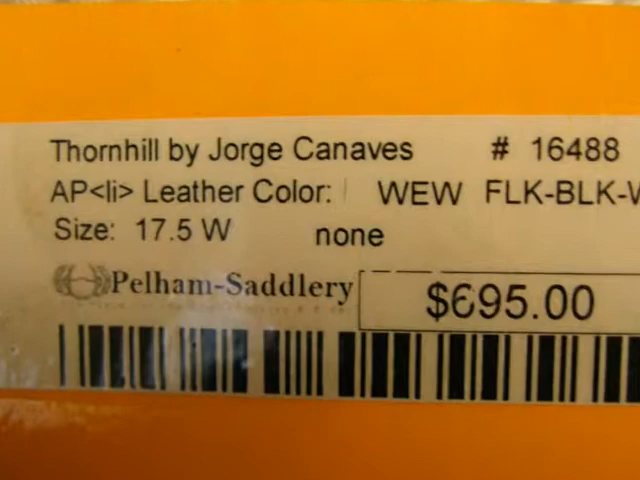 Thornhill by Jorge Canaves # 16488
AP<li> Leather Color: WEW FLK-BLK-W
Size: 17.5 W none
Pelham-Saddlery
$695.00